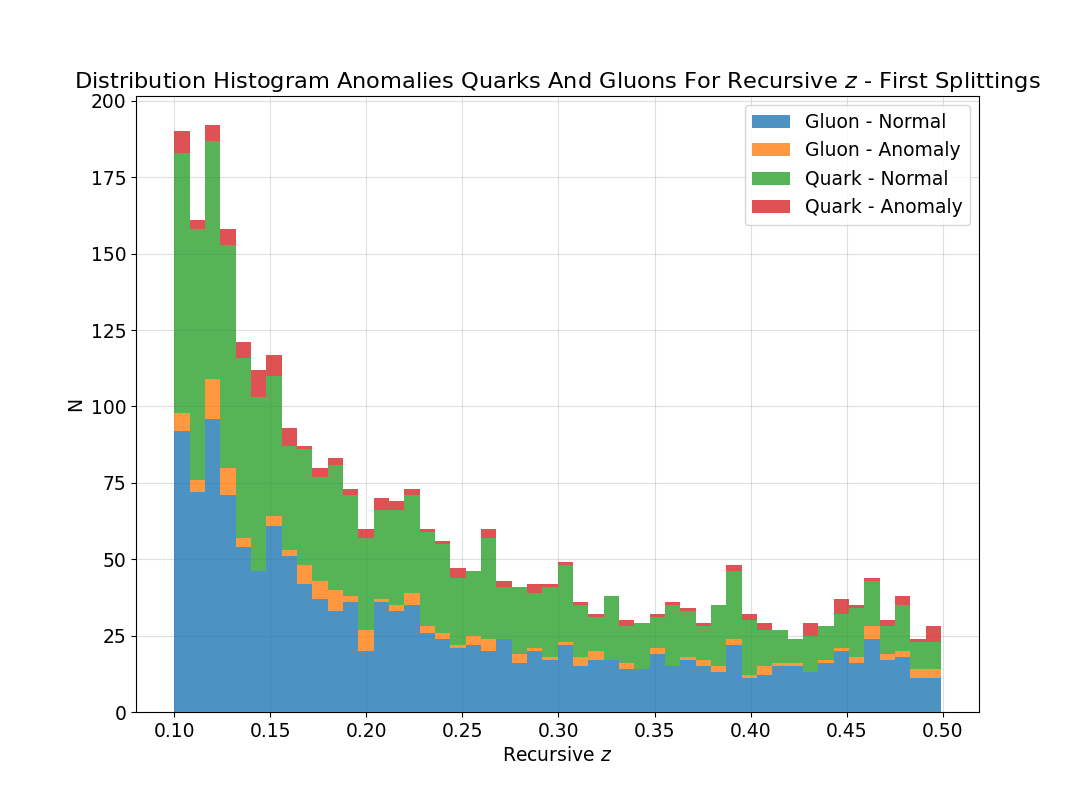 Distribution Histogram Anomalies Quarks And Gluons For Recursive z - First Splittings
200
175
150
125
100
75
50
25
0
N
Gluon - Normal
Gluon - Anomaly
Quark - Normal
Quark - Anomaly
0.10 0.15 0.20 0.25 0.30 0.35 0.40 0.45 0.50
Recursive z